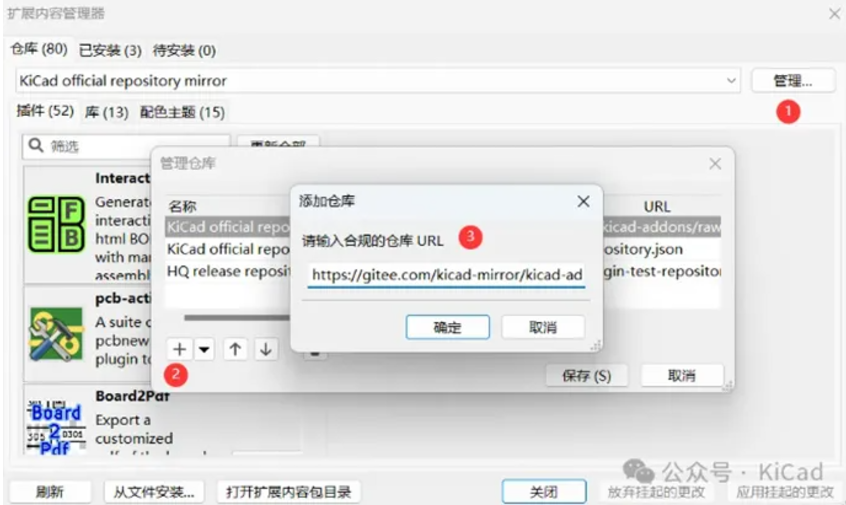 扩展内容管理器
仓库 (80) 已安装 (3) 待安装 (0)
KiCad official repository mirror
管理...
1
插件 (52) 库 (13) 配色主题 (15)
筛选
更新全部
管理仓库
Interact
Generate
interacti
html BO
with ma
assembl
添加仓库
名称
URL
KiCad official repo
kicad-addons/raw
请输入合规的仓库 URL
3
KiCad official repo
ository.json
HQ release reposit
gin-test-repositor
https://gitee.com/kicad-mirror/kicad-ad
确定
取消
pcb-acti
A suite o
pcbnew
plugin to
2
保存 (S)
取消
Board2Pdf
Export a
customized
Board
2
Pdf
刷新
从文件安装...
打开扩展内容包目录
关闭
放弃挂起的更改
应用挂起的更改
公众号 · KiCad